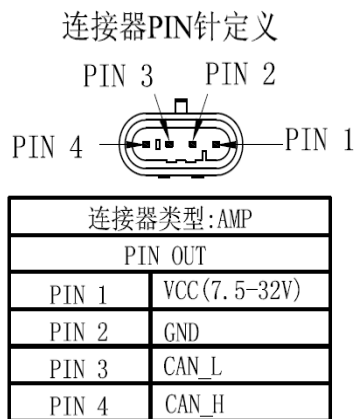 连接器PIN针定义
PIN 3 PIN 2
PIN 4 PIN 1
连接器类型:AMP
PIN OUT
PIN 1 VCC(7.5-32V)
PIN 2 GND
PIN 3 CAN_L
PIN 4 CAN_H